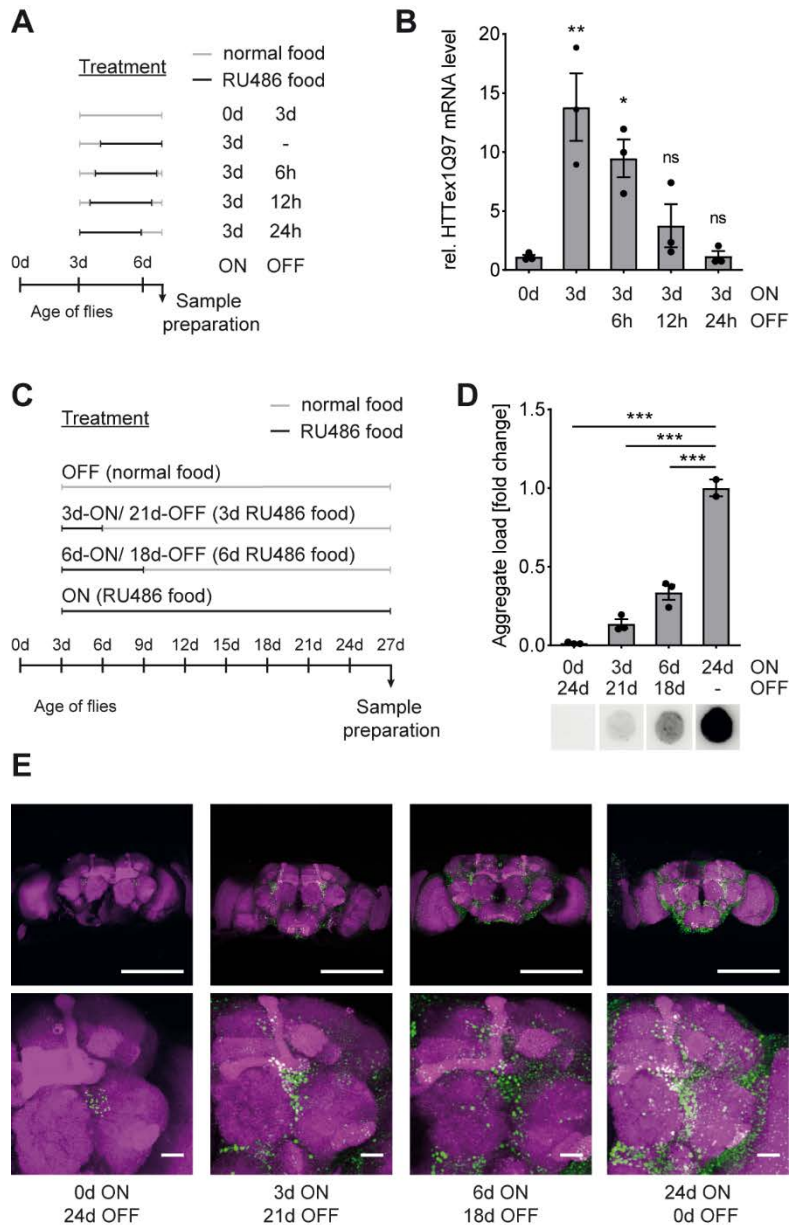 A
Treatment
normal food
RU486 food
0d 3d
3d -
3d 6h
3d 12h
3d 24h
0d 3d 6d ON OFF
Age of flies
Sample
preparation
B
rel. HTTex1Q97 mRNA level
20
15
10
5
0
**
*
ns
ns
0d 3d 3d 3d 3d ON
6h 12h 24h OFF
C
Treatment
normal food
RU486 food
OFF (normal food)
3d-ON/ 21d-OFF (3d RU486 food)
6d-ON/ 18d-OFF (6d RU486 food)
ON (RU486 food)
0d 3d 6d 9d 12d 15d 18d 21d 24d 27d
Age of flies
Sample
preparation
D
Aggregate load [fold change]
1.5
1.0
0.5
0.0
***
***
***
0d 3d 6d 24d ON
24d 21d 18d - OFF
E
0d ON
24d OFF
3d ON
21d OFF
6d ON
18d OFF
24d ON
0d OFF